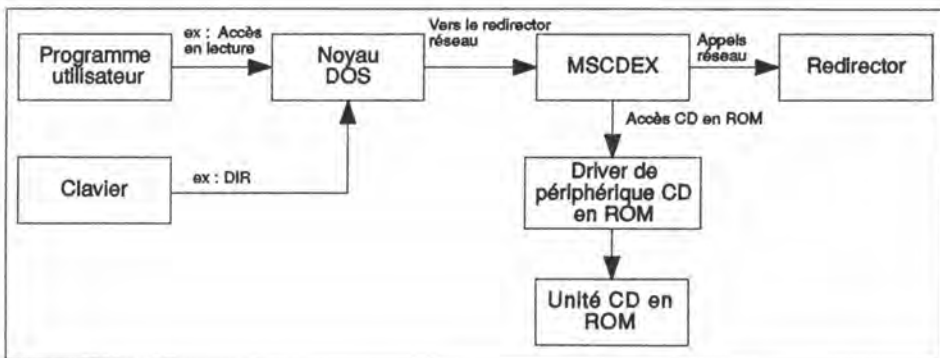 Programme
utilisateur
ex : Accès
en lecture
Noyau
DOS
Vers le redirector
réseau
MSCDEX
Appels
réseau
Redirector
Accès CD en ROM
Clavier
ex : DIR
Driver de
périphérique CD
en ROM
Unité CD en
ROM